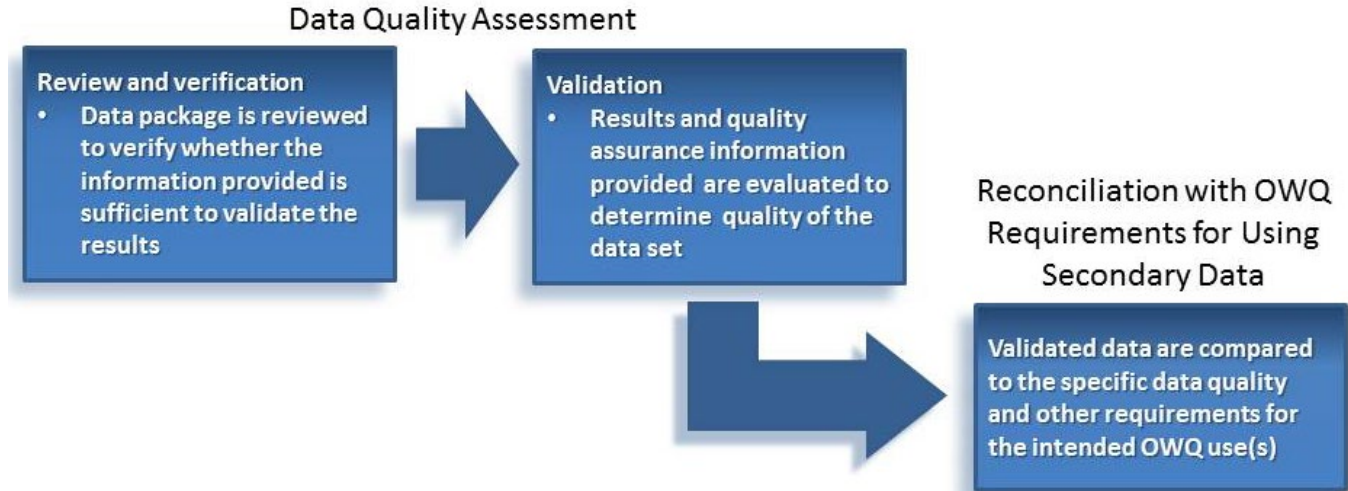 Data Quality Assessment
Review and verification
• Data package is reviewed
to verify whether the
information provided is
sufficient to validate the
results
Validation
• Results and quality
assurance information
provided are evaluated to
determine quality of the
data set
Reconciliation with OWQ
Requirements for Using
Secondary Data
Validated data are compared
to the specific data quality
and other requirements for
the intended OWQ use(s)